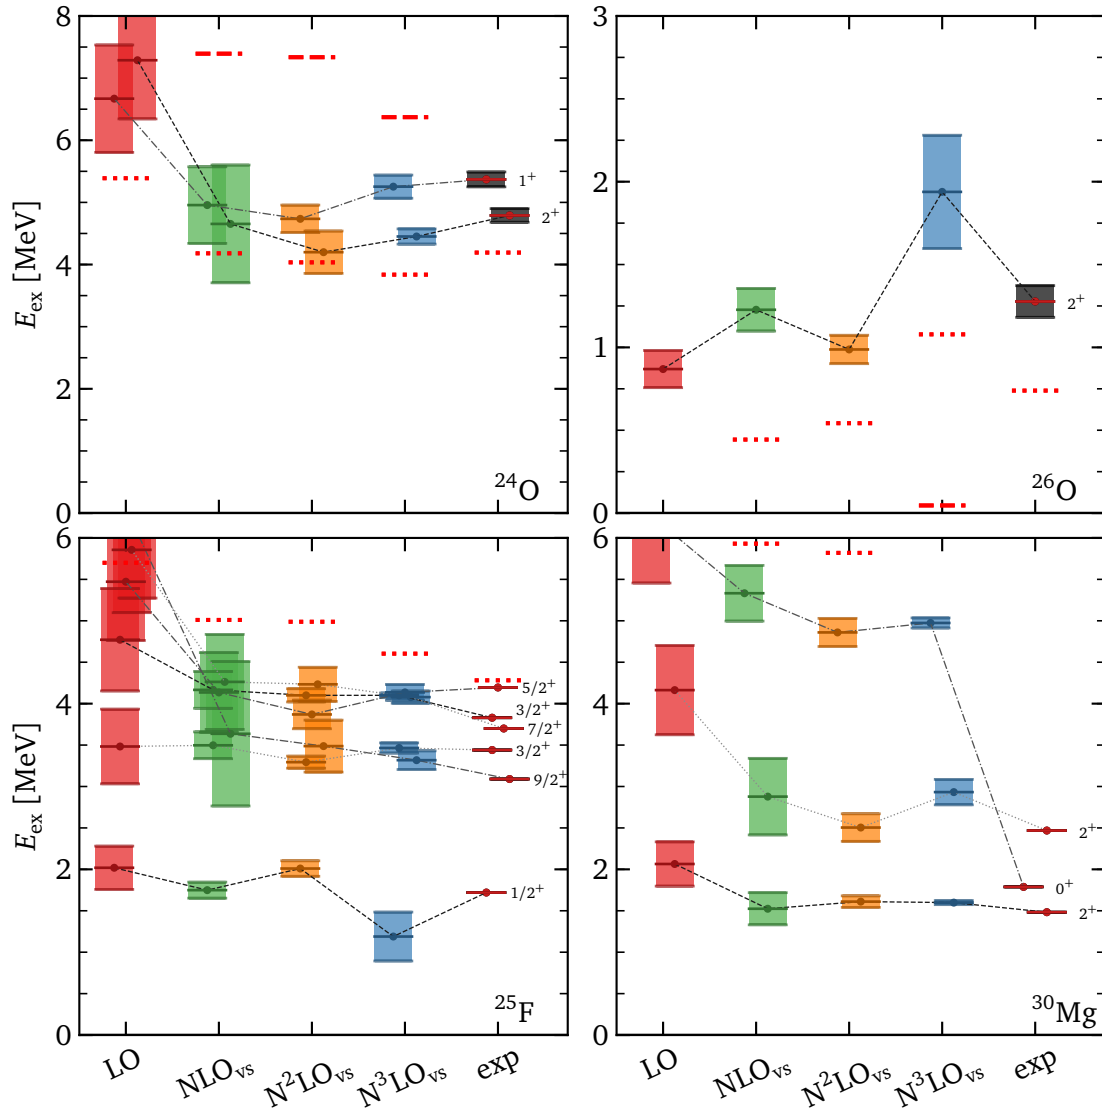 8
6
4
2
0
E_ex [MeV]
1⁺
2⁺
²⁴O
3
2
1
0
2⁺
²⁶O
6
4
2
0
E_ex [MeV]
5/2⁺
3/2⁺
7/2⁺
3/2⁺
9/2⁺
1/2⁺
²⁵F
LO
NLO_vs
N²LO_vs
N³LO_vs
exp
6
4
2
0
2⁺
0⁺
2⁺
³⁰Mg
LO
NLO_vs
N²LO_vs
N³LO_vs
exp